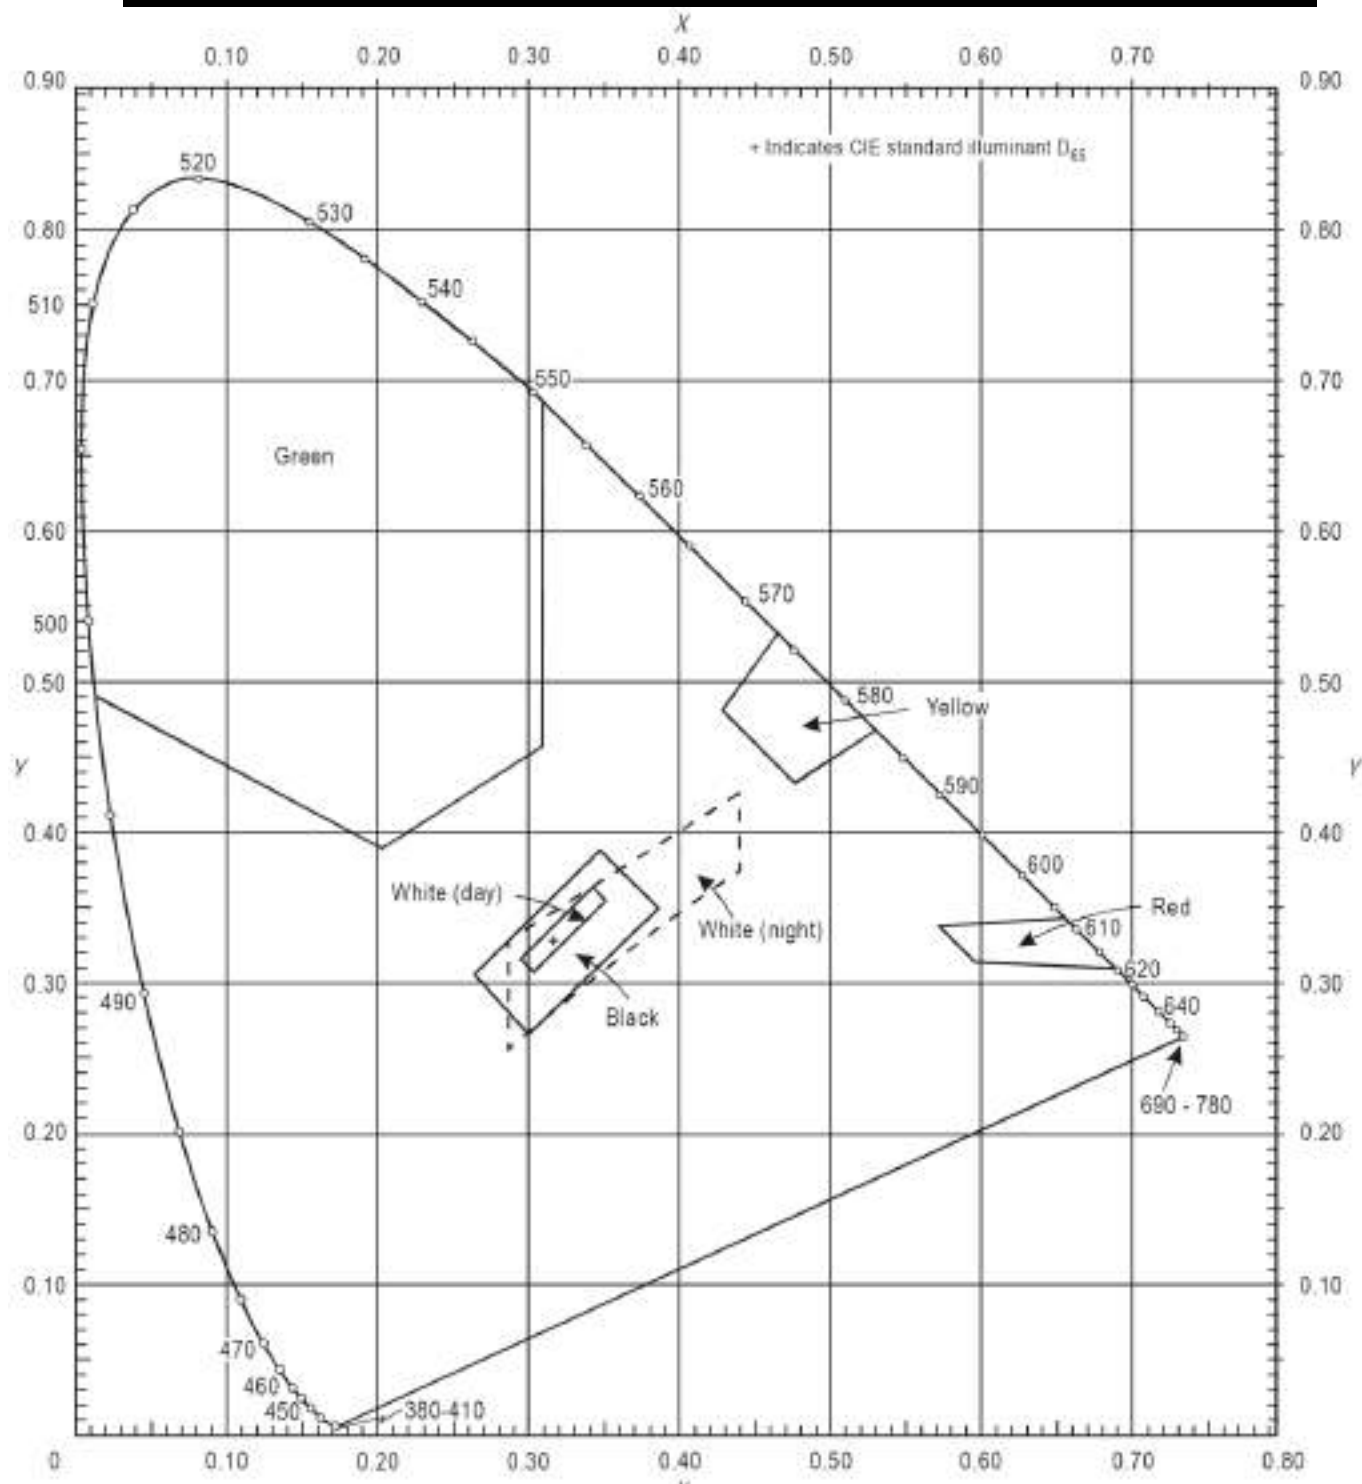 X
0.10 0.20 0.30 0.40 0.50 0.60 0.70
0.90 0.90
+ Indicates CIE standard illuminant D65
520
530
0.80 0.80
540
510
550
0.70 0.70
Green
560
0.60 0.60
570
500
0.50 0.50
580
Yellow
Y Y
590
0.40 0.40
600
White (day)
Red
White (night)
610
620
0.30 0.30
490
640
Black
690 - 780
0.20 0.20
480
0.10 0.10
470
460
450
380-410
0 0.10 0.20 0.30 0.40 0.50 0.60 0.70 0.80